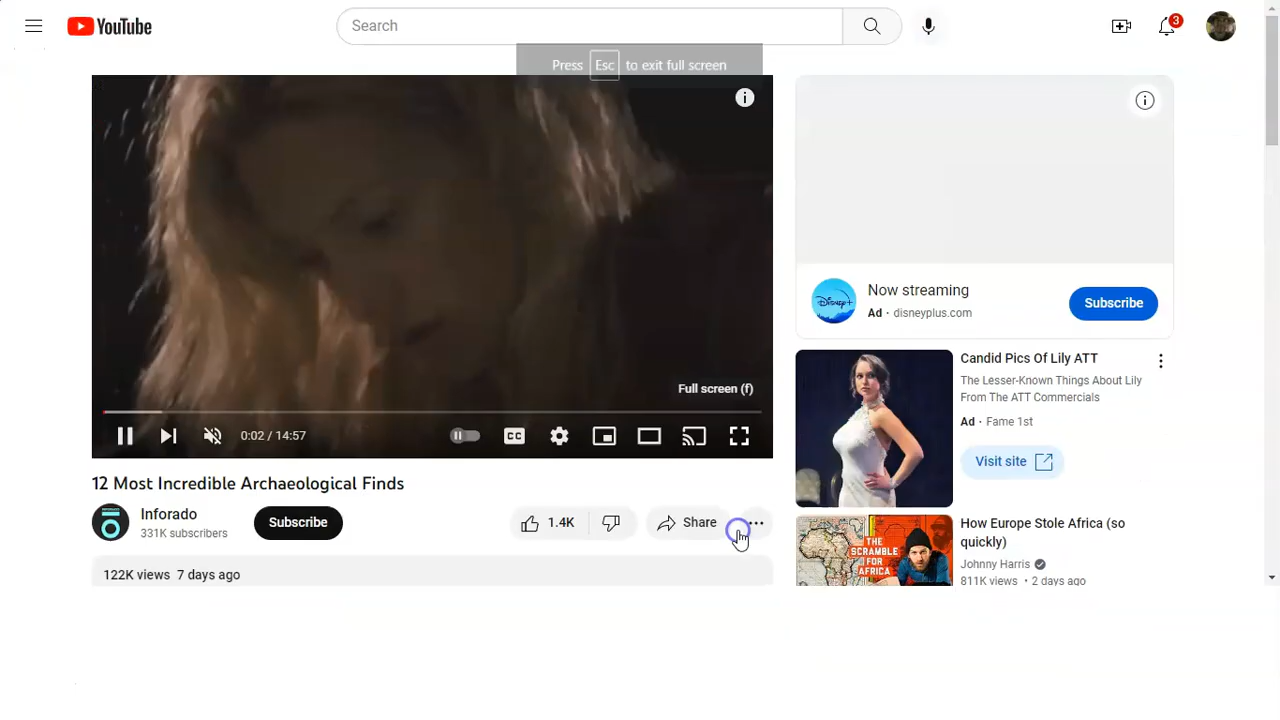 YouTube
Search
3
Press Esc to exit full screen
Full screen (f)
0:02 / 14:57
CC
12 Most Incredible Archaeological Finds
Inforado
331K subscribers
Subscribe
1.4K
Share
122K views 7 days ago
Disney+
Now streaming
Ad · disneyplus.com
Subscribe
Candid Pics Of Lily ATT
The Lesser-Known Things About Lily
From The ATT Commercials
Ad · Fame 1st
Visit site
THE
SCRAMBLE
FOR
AFRICA
How Europe Stole Africa (so
quickly)
Johnny Harris
811K views · 2 days ago